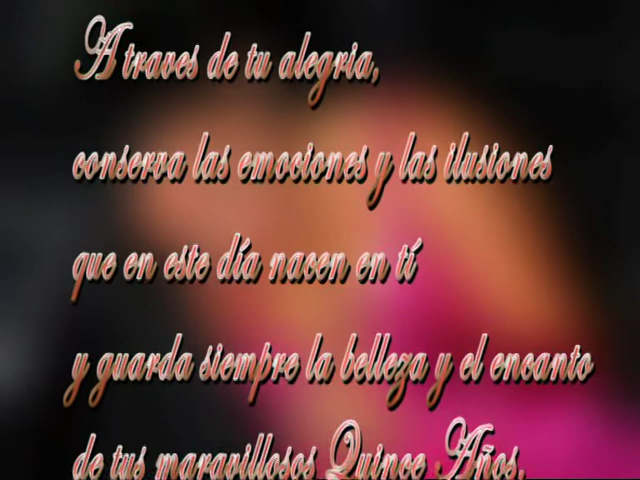 A traves de tu alegria,
conserva las emociones y las ilusiones
que en este día nacen en tí
y guarda siempre la belleza y el encanto
de tus maravillosos Quince Años.